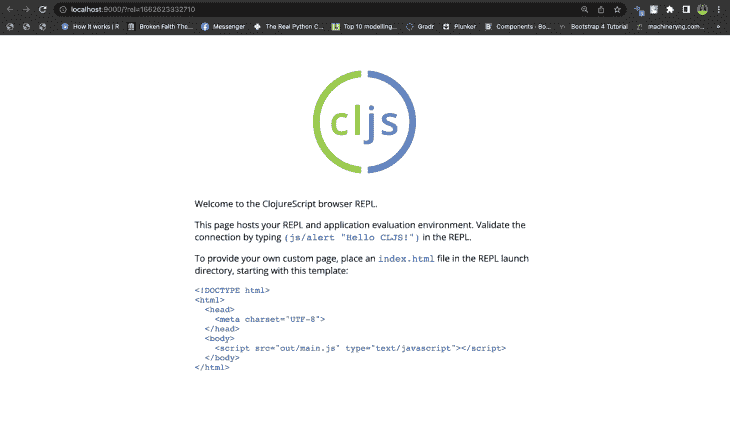 localhost:9000/?rel=1662623332710
How it works | R
Broken Faith The...
Messenger
The Real Python C...
Top 10 modelling...
Gradr
Plunker
Components - Bo...
Bootstrap 4 Tutorial
machineryng.com...
»
cljs
Welcome to the ClojureScript browser REPL.
This page hosts your REPL and application evaluation environment. Validate the
connection by typing (js/alert "Hello CLJS!") in the REPL.
To provide your own custom page, place an index.html file in the REPL launch
directory, starting with this template:
<!DOCTYPE html>
<html>
<head>
<meta charset="UTF-8">
</head>
<body>
<script src="out/main.js" type="text/javascript"></script>
</body>
</html>